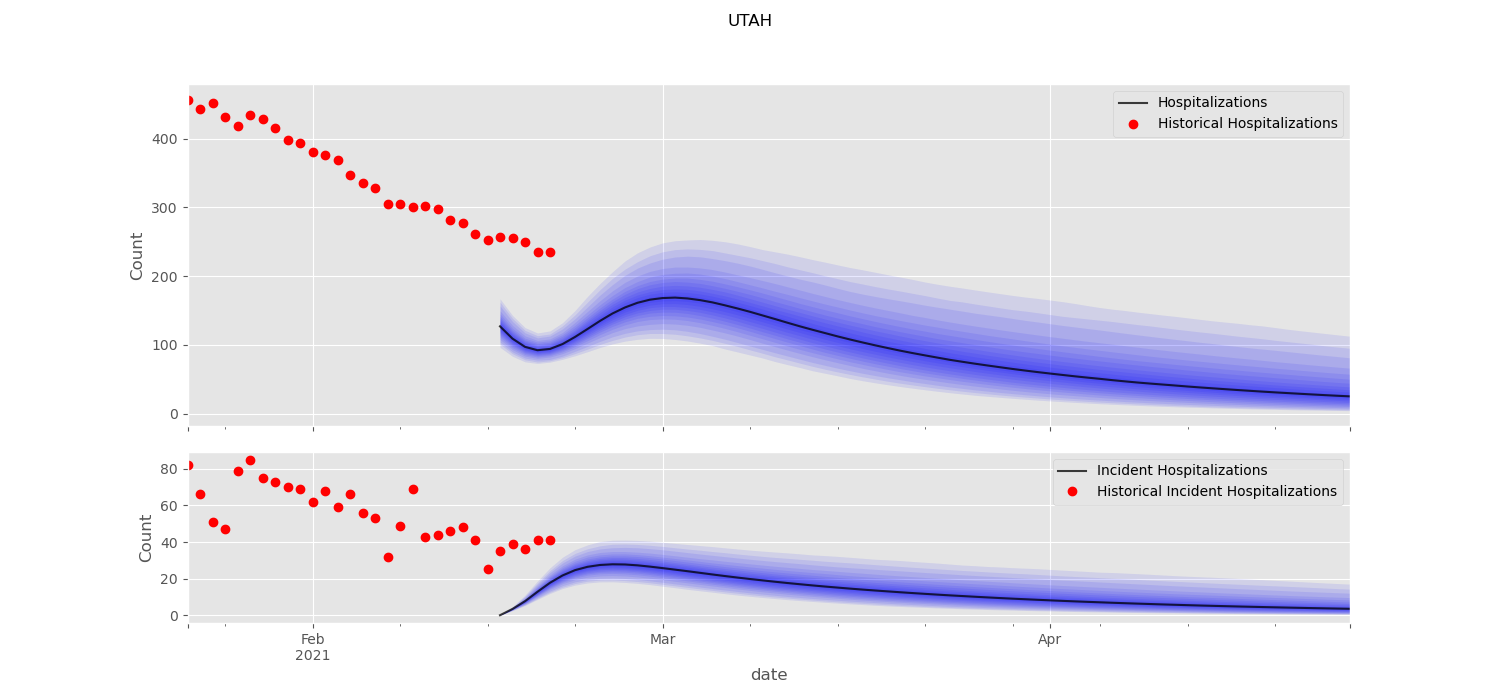 UTAH
Hospitalizations
Historical Hospitalizations
400
300
200
100
0
Count
Incident Hospitalizations
Historical Incident Hospitalizations
80
60
40
20
0
Count
Feb
2021
Mar
Apr
date